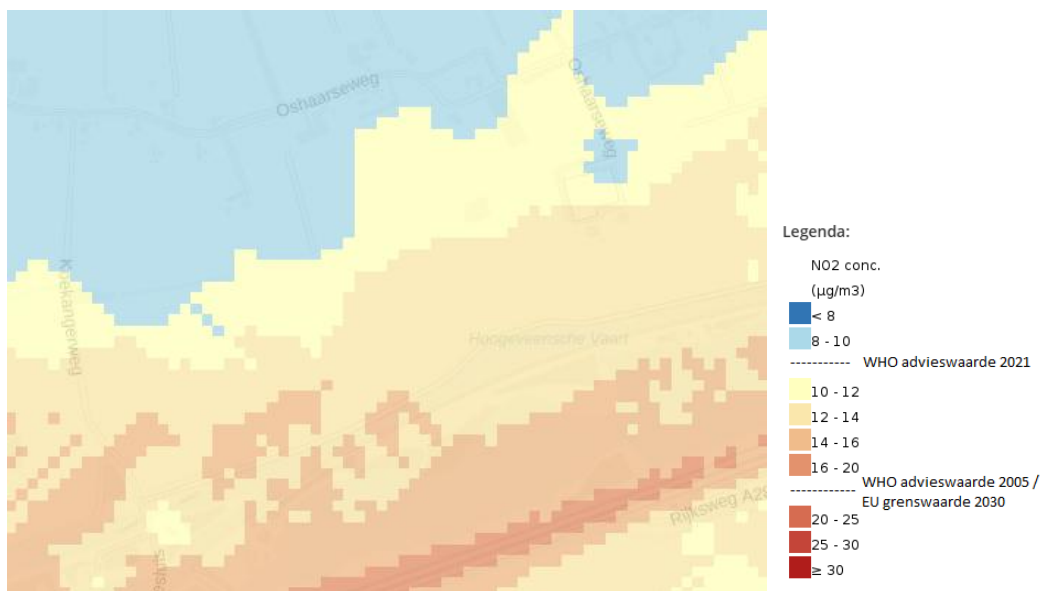 Oshaarseweg
Oshaarseweg
Koekangerweg
Hoogeveensche Vaart
Rijksweg A28
Legenda:
NO2 conc.
(µg/m3)
< 8
8 - 10
----------- WHO advieswaarde 2021
10 - 12
12 - 14
14 - 16
16 - 20
------------ WHO advieswaarde 2005 /
EU grenswaarde 2030
20 - 25
25 - 30
≥ 30